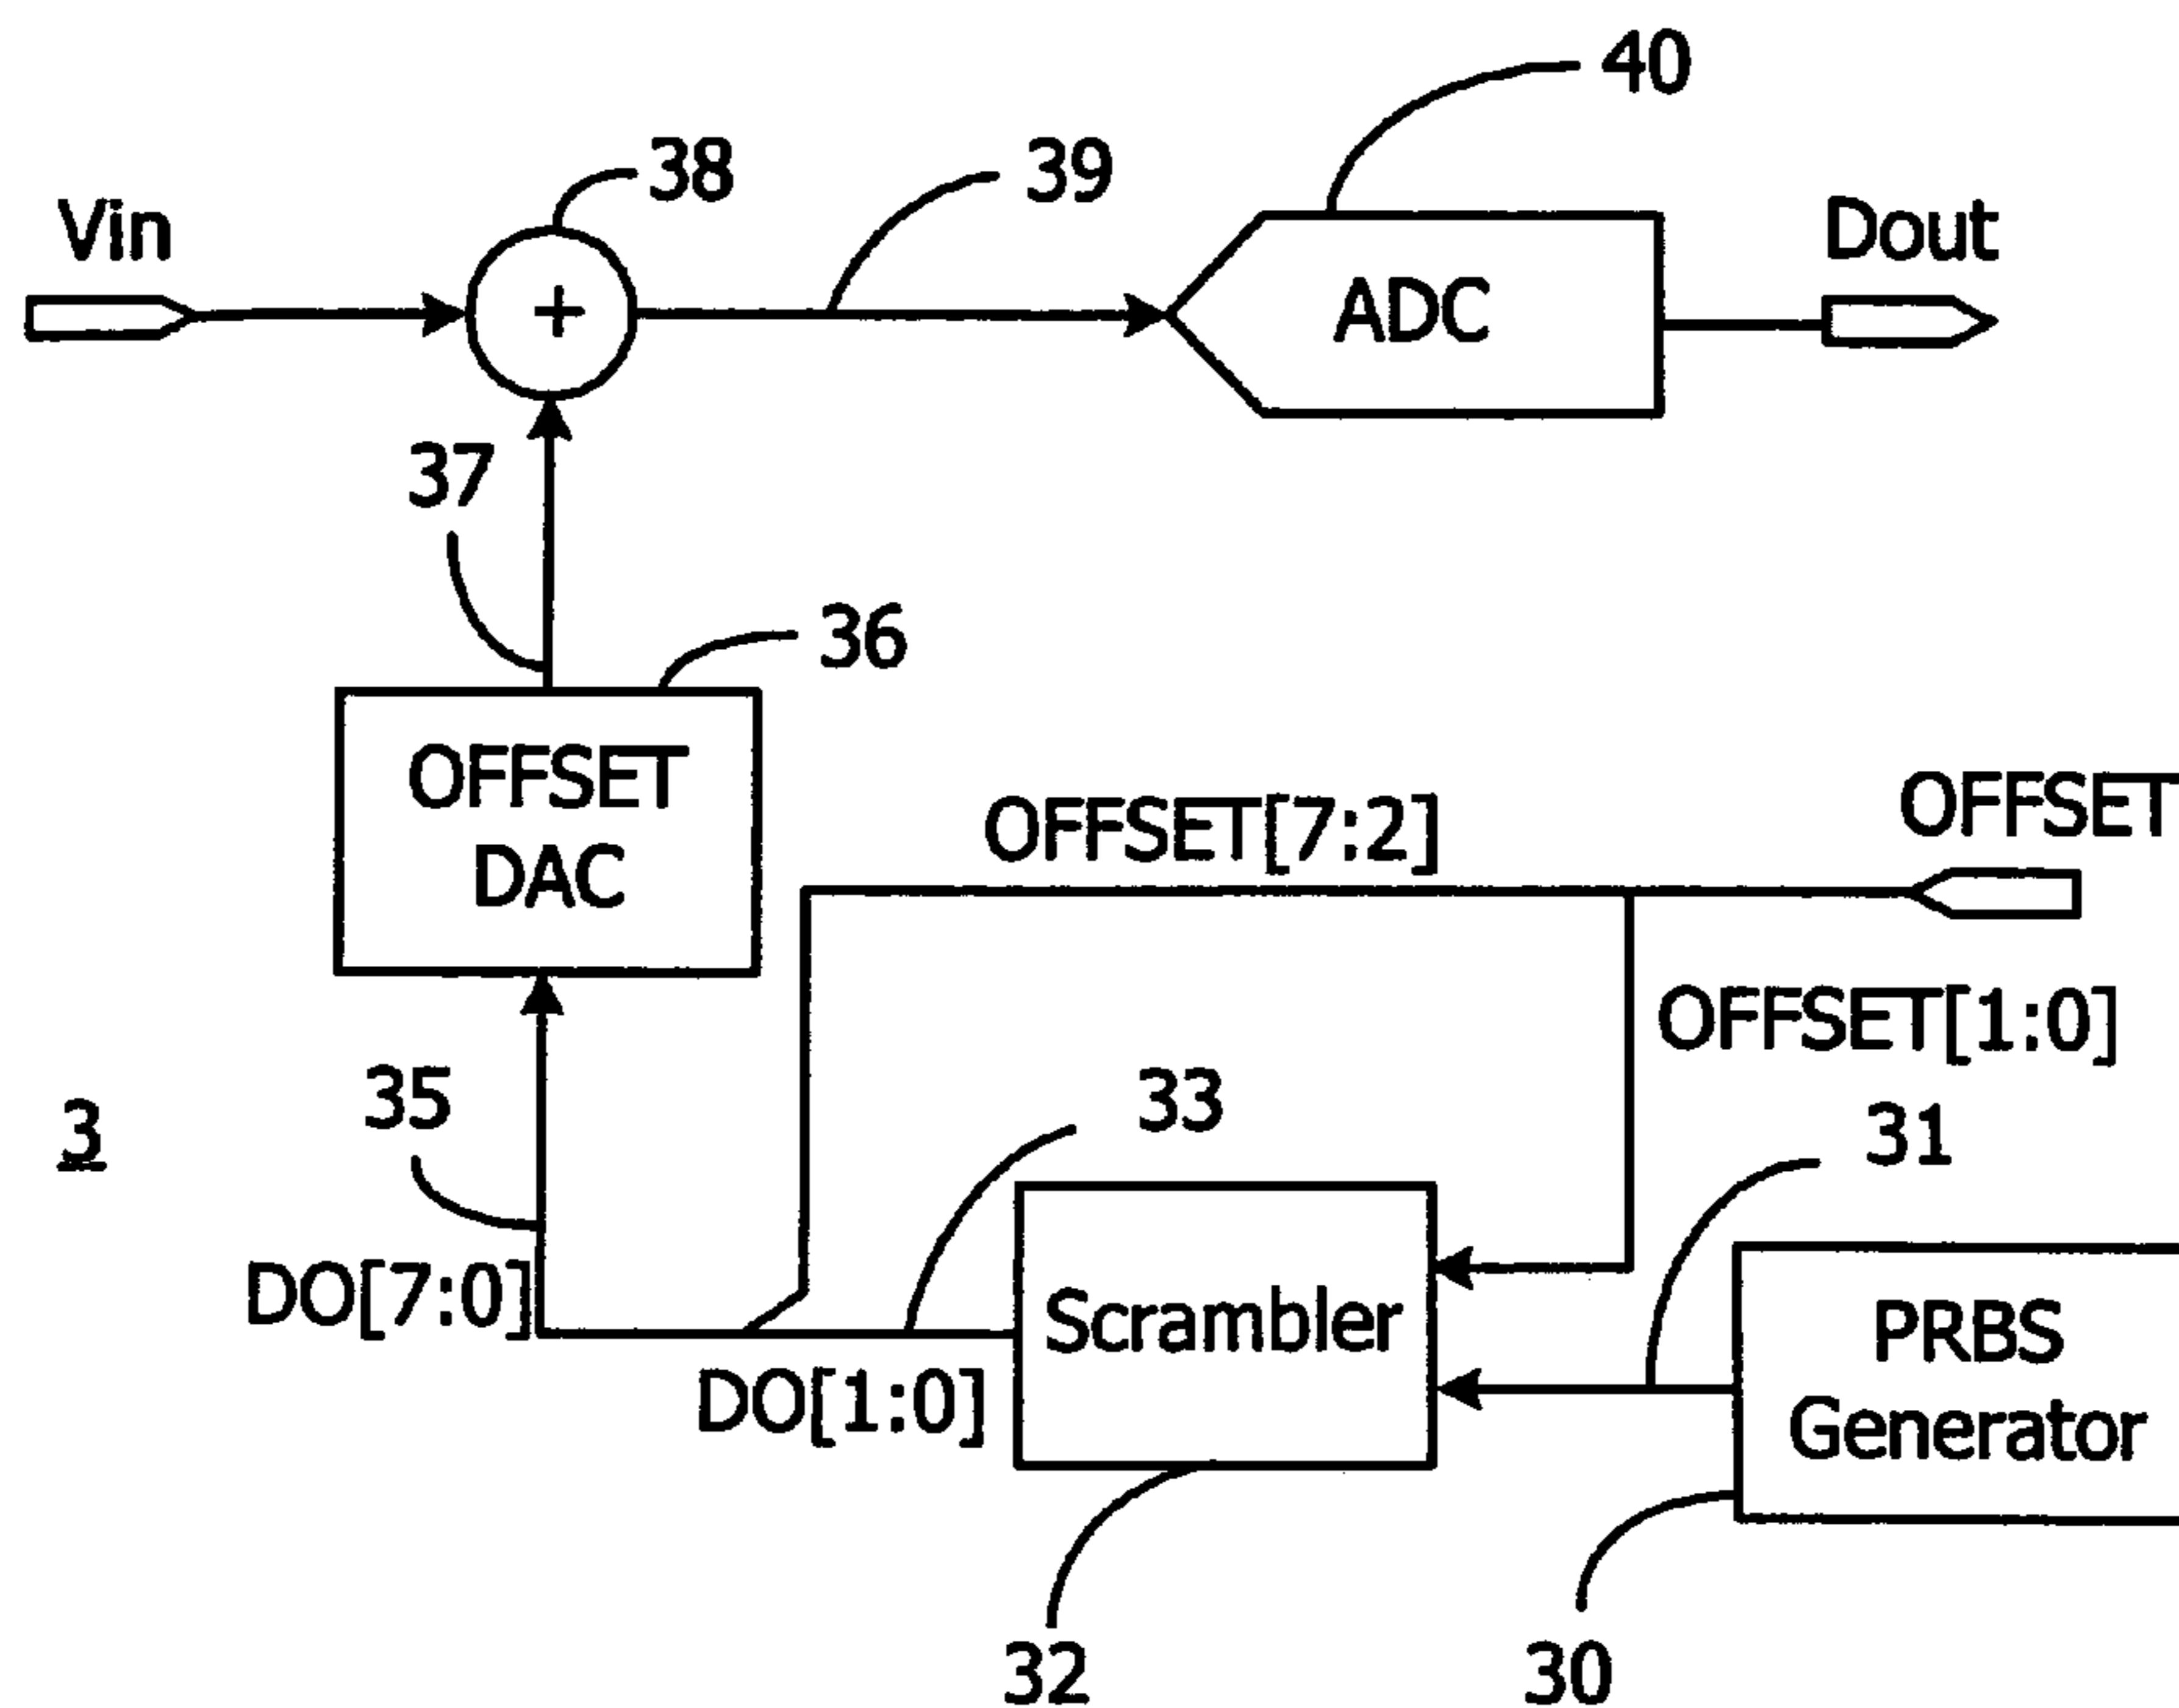 40
38
39
Vin
Dout
+
ADC
37
36
OFFSET
DAC
OFFSET[7:2]
OFFSET
OFFSET[1:0]
35
33
31
3
DO[7:0]
Scrambler
PRBS
Generator
DO[1:0]
32
30